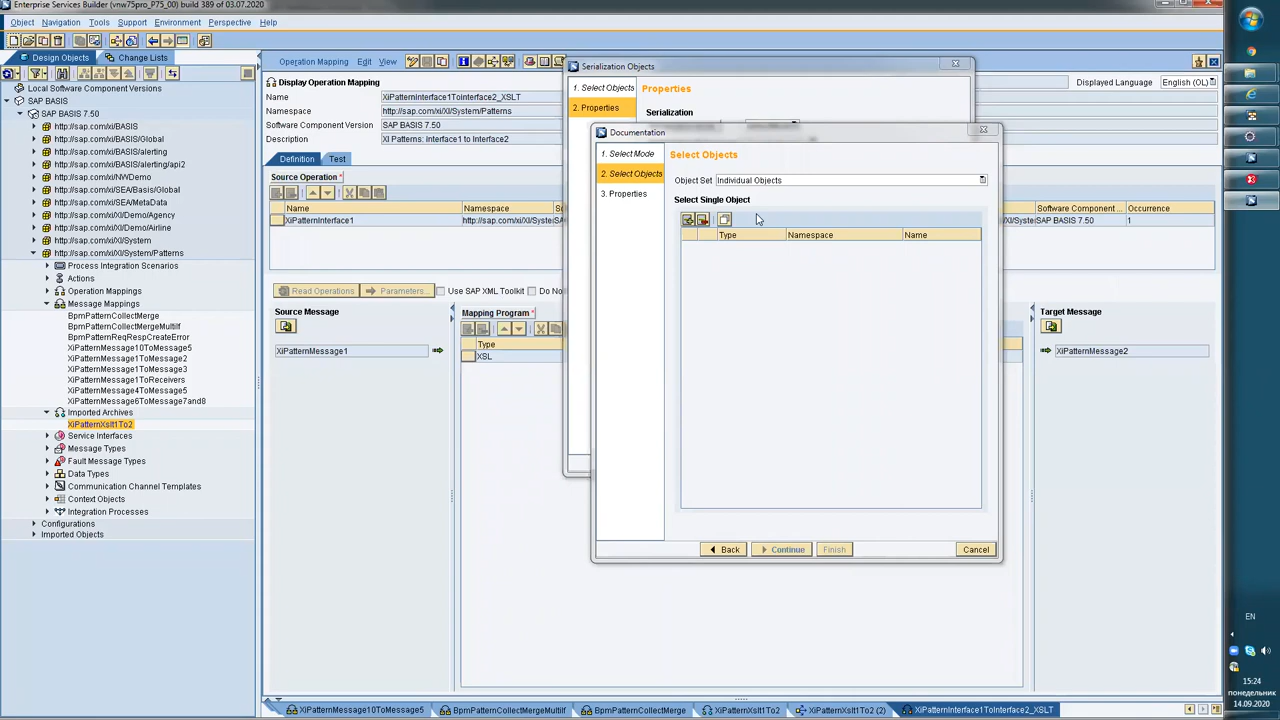 Enterprise Services Builder (vnw75pro_P75_00) build 389 of 03.07.2020
Object Navigation Tools Support Environment Perspective Help
Design Objects Change Lists
Local Software Component Versions
SAP BASIS
SAP BASIS 7.50
http://sap.com/xi/BASIS
http://sap.com/xi/BASIS/Global
http://sap.com/xi/BASIS/alerting
http://sap.com/xi/BASIS/alerting/api2
http://sap.com/xi/NWDemo
http://sap.com/xi/SEA/Basis/Global
http://sap.com/xi/SEA/MetaData
http://sap.com/xi/XI/Demo/Agency
http://sap.com/xi/XI/Demo/Airline
http://sap.com/xi/XI/System
http://sap.com/xi/XI/System/Patterns
Process Integration Scenarios
Actions
Operation Mappings
Message Mappings
BpmPatternCollectMerge
BpmPatternCollectMergeMultiIf
BpmPatternReqRespCreateError
XiPatternMessage10ToMessage5
XiPatternMessage1ToMessage2
XiPatternMessage1ToMessage3
XiPatternMessage1ToReceivers
XiPatternMessage4ToMessage5
XiPatternMessage6ToMessage7and8
Imported Archives
XiPatternXslt1To2
Service Interfaces
Message Types
Fault Message Types
Data Types
Communication Channel Templates
Context Objects
Integration Processes
Configurations
Imported Objects
Operation Mapping Edit View
Display Operation Mapping
Name XiPatternInterface1ToInterface2_XSLT
Namespace http://sap.com/xi/XI/System/Patterns
Software Component Version SAP BASIS 7.50
Description XI Patterns: Interface1 to Interface2
Displayed Language English (OL)
Definition Test
Source Operation *
Name Namespace
XiPatternInterface1 http://sap.com/xi/XI/Syste
Software Component ... Occurrence
SAP BASIS 7.50 1
Read Operations Parameters... Use SAP XML Toolkit Do No
Source Message
XiPatternMessage1
Mapping Program *
Type
XSL
Target Message
XiPatternMessage2
Serialization Objects
1. Select Objects
2. Properties
Properties
Serialization
Documentation
1. Select Mode
2. Select Objects
3. Properties
Select Objects
Object Set Individual Objects
Select Single Object
Type Namespace Name
Back Continue Finish Cancel
XiPatternMessage10ToMessage5 BpmPatternCollectMergeMultiIf BpmPatternCollectMerge XiPatternXslt1To2 XiPatternXslt1To2 (2) XiPatternInterface1ToInterface2_XSLT
EN
15:24
понедельник
14.09.2020